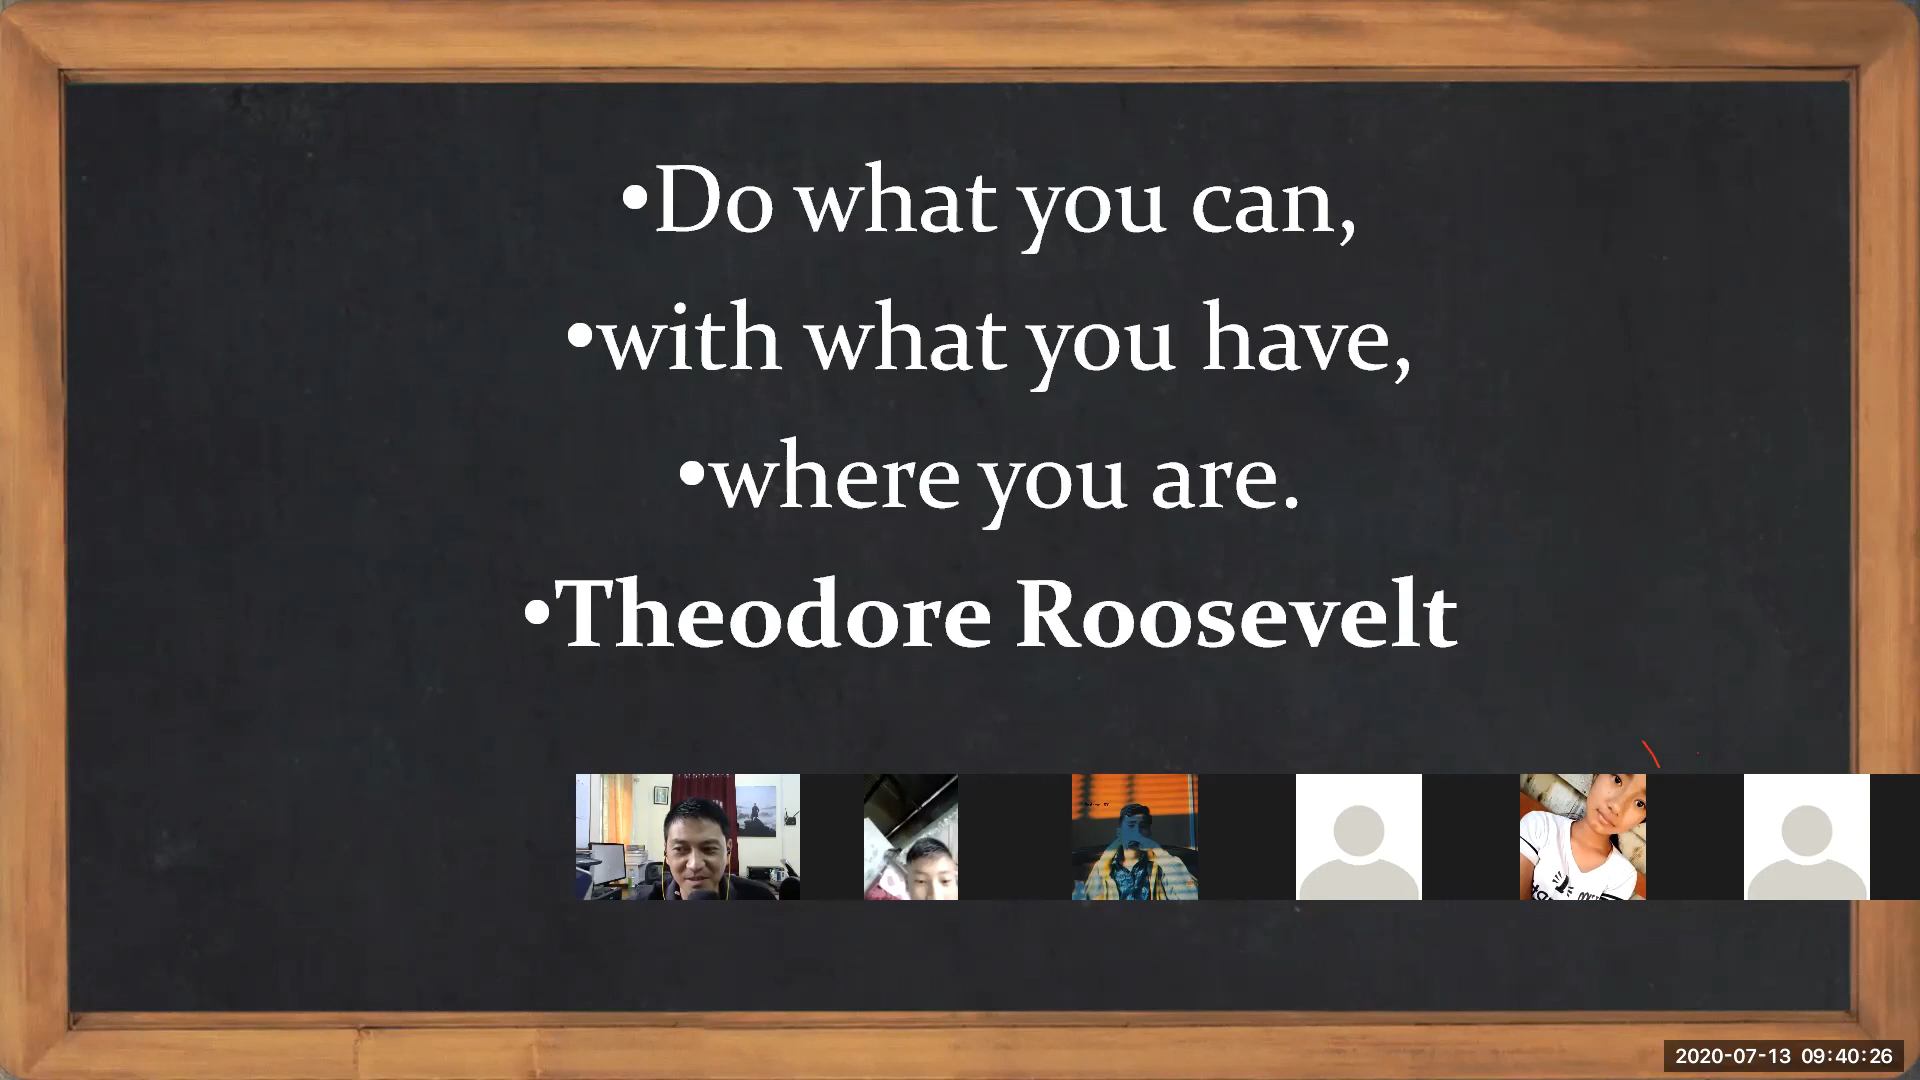 •Do what you can,
•with what you have,
•where you are.
•Theodore Roosevelt
2020-07-13 09:40:26